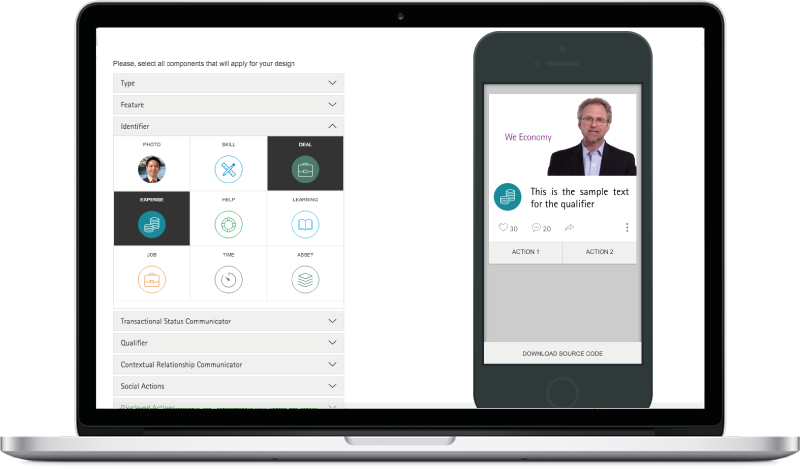 Please, select all components that will apply for your design
Type
Feature
Identifier
PHOTO SKILL DEAL
EXPENSE HELP LEARNING
JOB TIME ASSET
Transactional Status Communicator
Qualifier
Contextual Relationship Communicator
Social Actions
We Economy
This is the sample text
for the qualifier
30 20
ACTION 1 ACTION 2
DOWNLOAD SOURCE CODE